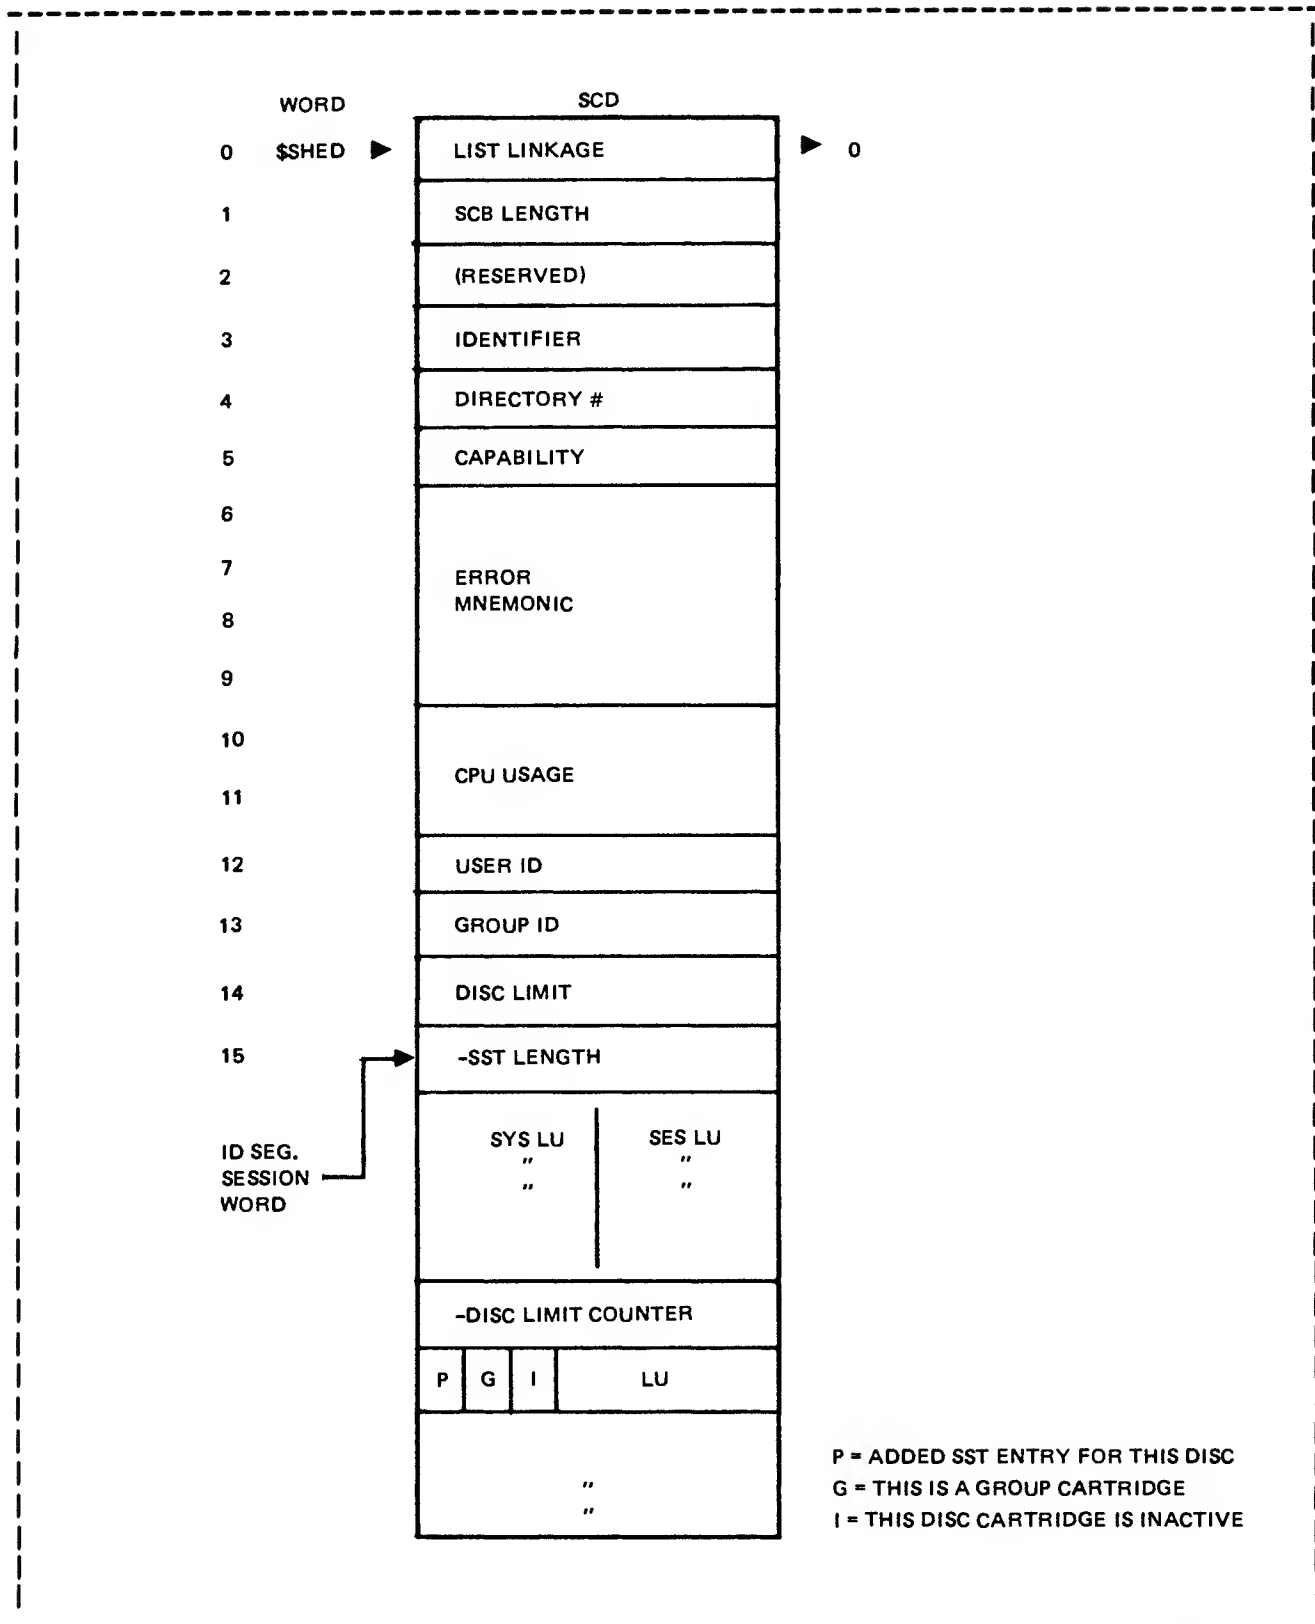 WORD SCD
0 $SHED ► LIST LINKAGE ► 0
1 SCB LENGTH
2 (RESERVED)
3 IDENTIFIER
4 DIRECTORY #
5 CAPABILITY
6
7 ERROR
MNEMONIC
8
9
10
CPU USAGE
11
12 USER ID
13 GROUP ID
14 DISC LIMIT
15 -SST LENGTH
SYS LU SES LU
" "
" "
ID SEG.
SESSION
WORD
-DISC LIMIT COUNTER
P G I LU
"
"
P = ADDED SST ENTRY FOR THIS DISC
G = THIS IS A GROUP CARTRIDGE
I = THIS DISC CARTRIDGE IS INACTIVE